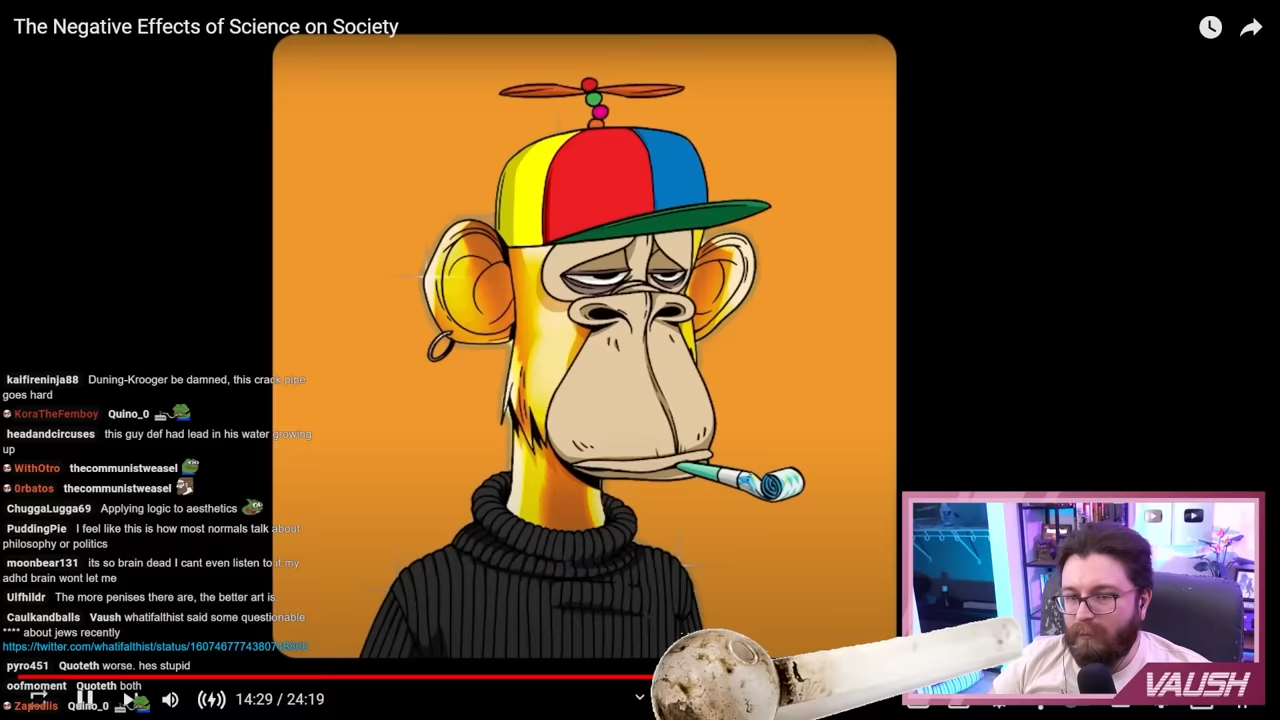 The Negative Effects of Science on Society
kaifireninja88 Duning-Krooger be damned, this crack pipe
goes hard
KoraTheFemboy Quino_0
headandcircuses this guy def had lead in his water growing
up
WithOtro thecommunistweasel
0rbatos thecommunistweasel
ChuggaLugga69 Applying logic to aesthetics
PuddingPie I feel like this is how most normals talk about
philosophy or politics
moonbear131 its so brain dead I cant even listen to it my
adhd brain wont let me
Ulfhildr The more penises there are, the better art is
Caulkandballs Vaush whatifalthist said some questionable
**** about jews recently
pyro451 Quoteth worse. hes stupid
oofmoment Quoteth both
14:29 / 24:19
VAUSH